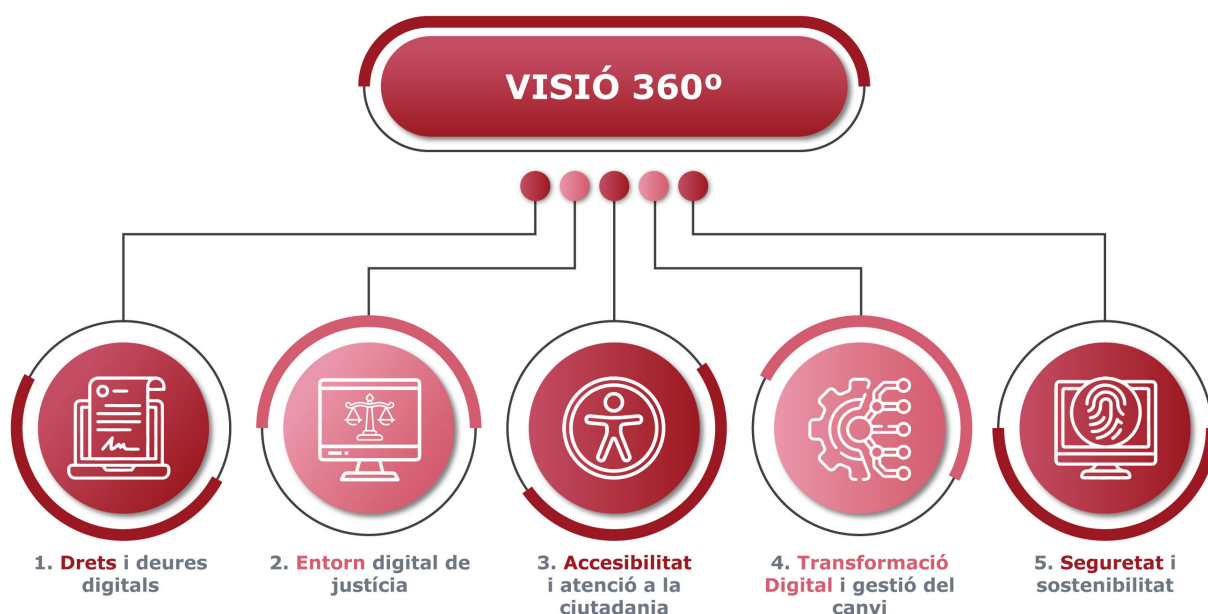 VISIÓ 360º
1. Drets i deures
digitals
2. Entorn digital de
justícia
3. Accesibilitat
i atenció a la
ciutadania
4. Transformació
Digital i gestió del
canvi
5. Seguretat i
sostenibilitat